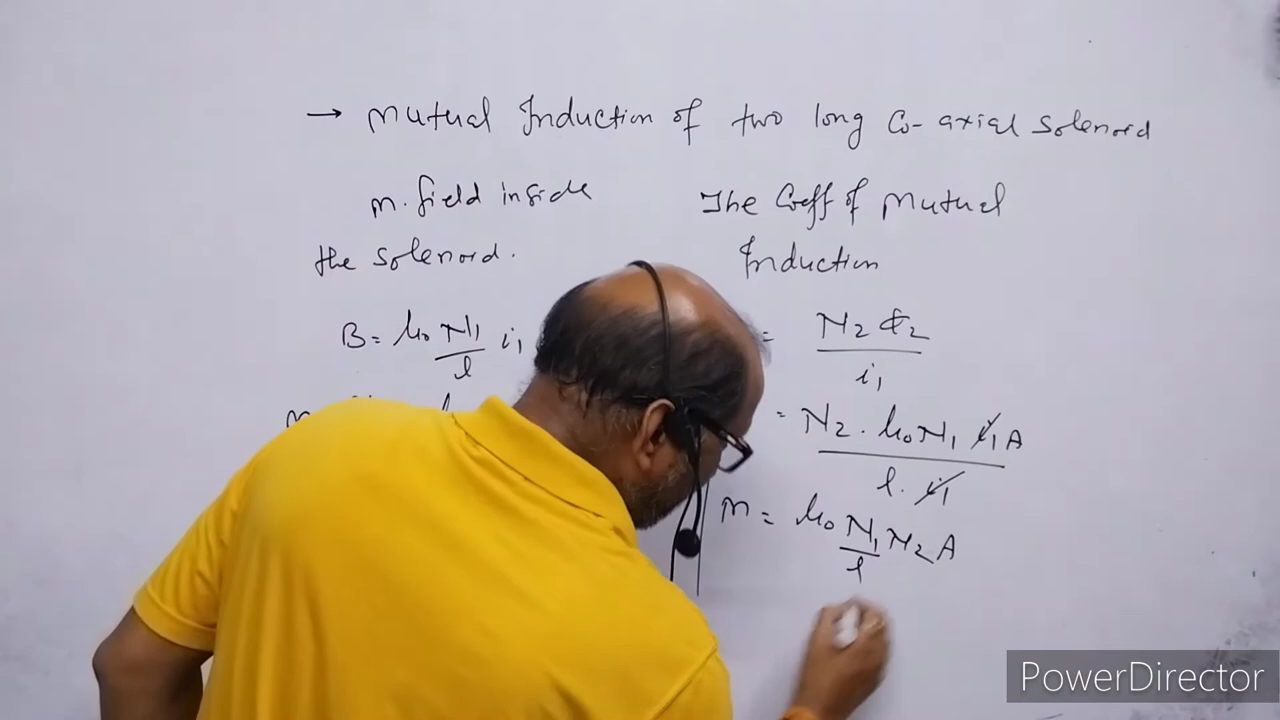 → Mutual Induction of two long Co-axial Solenoid
m. field inside
the solenoid.
B = μ₀ N₁/l i₁
The Coeff of Mutual
Induction
= N₂ Φ₂ / i₁
= N₂ . μ₀ N₁ i₁ A / l . i₁
M = μ₀ N₁/l N₂ A
PowerDirector